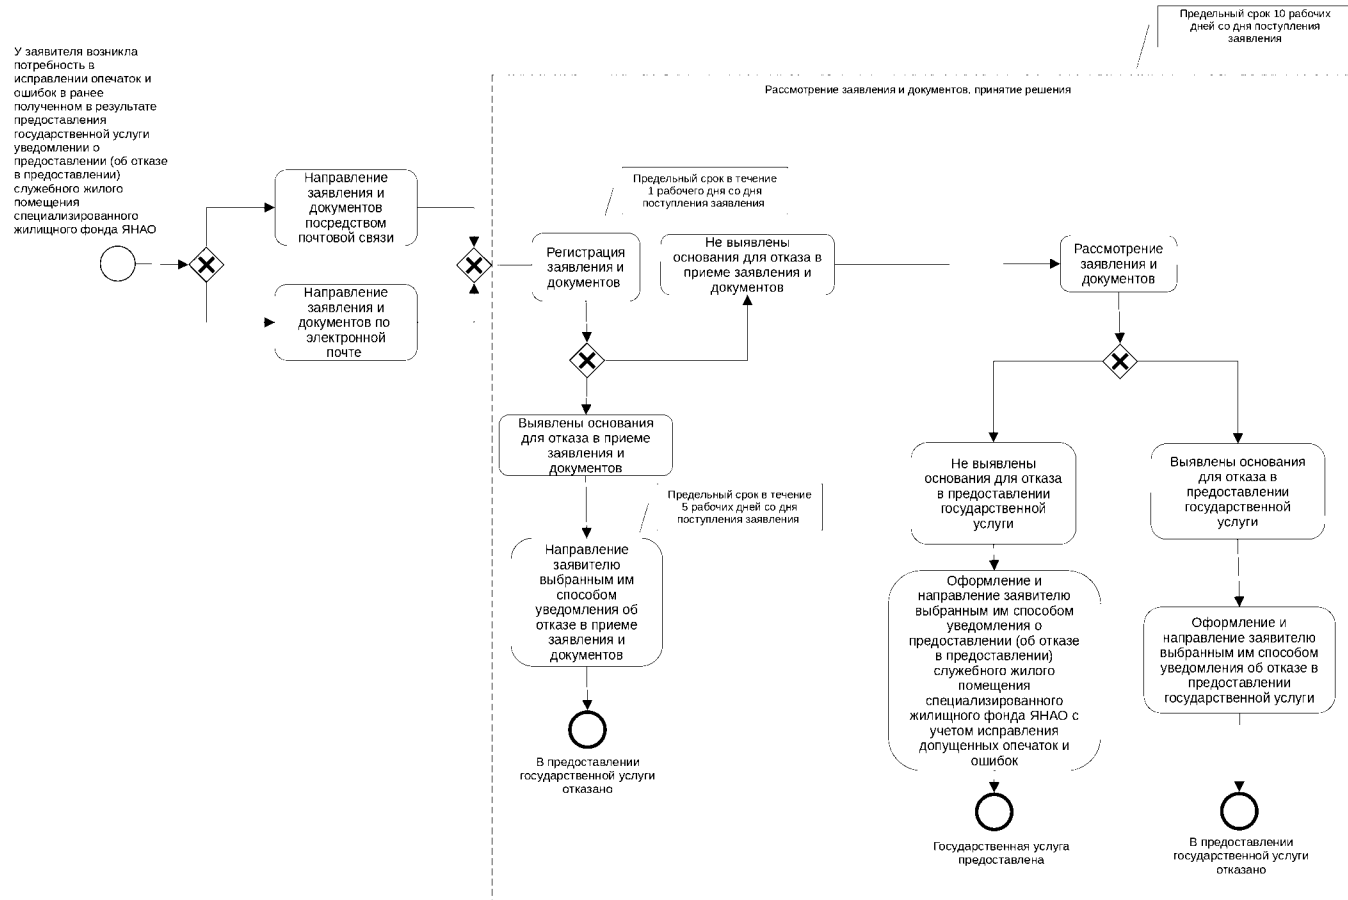 Предельный срок 10 рабочих
дней со дня поступления
заявления
У заявителя возникла
потребность в
исправлении опечаток и
ошибок в ранее
полученном в результате
предоставления
государственной услуги
уведомлении о
предоставлении (об отказе
в предоставлении)
служебного жилого
помещения
специализированного
жилищного фонда ЯНАО
Рассмотрение заявления и документов, принятие решения
Направление
заявления и
документов
посредством
почтовой связи
Направление
заявления и
документов по
электронной
почте
Предельный срок в течение
1 рабочего дня со дня
поступления заявления
Регистрация
заявления и
документов
Не выявлены
основания для отказа в
приеме заявления и
документов
Рассмотрение
заявления и
документов
Выявлены основания
для отказа в приеме
заявления и
документов
Предельный срок в течение
5 рабочих дней со дня
поступления заявления
Направление
заявителю
выбранным им
способом
уведомления об
отказе в приеме
заявления и
документов
В предоставлении
государственной услуги
отказано
Не выявлены
основания для отказа
в предоставлении
государственной
услуги
Оформление и
направление заявителю
выбранным им способом
уведомления о
предоставлении (об отказе
в предоставлении)
служебного жилого
помещения
специализированного
жилищного фонда ЯНАО с
учетом исправления
допущенных опечаток и
ошибок
Государственная услуга
предоставлена
Выявлены основания
для отказа в
предоставлении
государственной
услуги
Оформление и
направление заявителю
выбранным им способом
уведомления об отказе в
предоставлении
государственной услуги
В предоставлении
государственной услуги
отказано